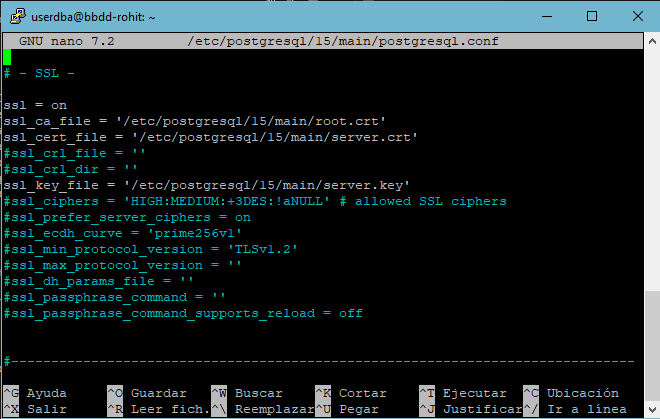 userdba@bbdd-rohit: ~
GNU nano 7.2 /etc/postgresql/15/main/postgresql.conf
# - SSL -
ssl = on
ssl_ca_file = '/etc/postgresql/15/main/root.crt'
ssl_cert_file = '/etc/postgresql/15/main/server.crt'
#ssl_crl_file = ''
#ssl_crl_dir = ''
ssl_key_file = '/etc/postgresql/15/main/server.key'
#ssl_ciphers = 'HIGH:MEDIUM:+3DES:!aNULL' # allowed SSL ciphers
#ssl_prefer_server_ciphers = on
#ssl_ecdh_curve = 'prime256v1'
#ssl_min_protocol_version = 'TLSv1.2'
#ssl_max_protocol_version = ''
#ssl_dh_params_file = ''
#ssl_passphrase_command = ''
#ssl_passphrase_command_supports_reload = off
#------------------------------------------------------------------------------
^G Ayuda ^O Guardar ^W Buscar ^K Cortar ^T Ejecutar ^C Ubicación
^X Salir ^R Leer fich. ^\ Reemplazar ^U Pegar ^J Justificar ^/ Ir a línea